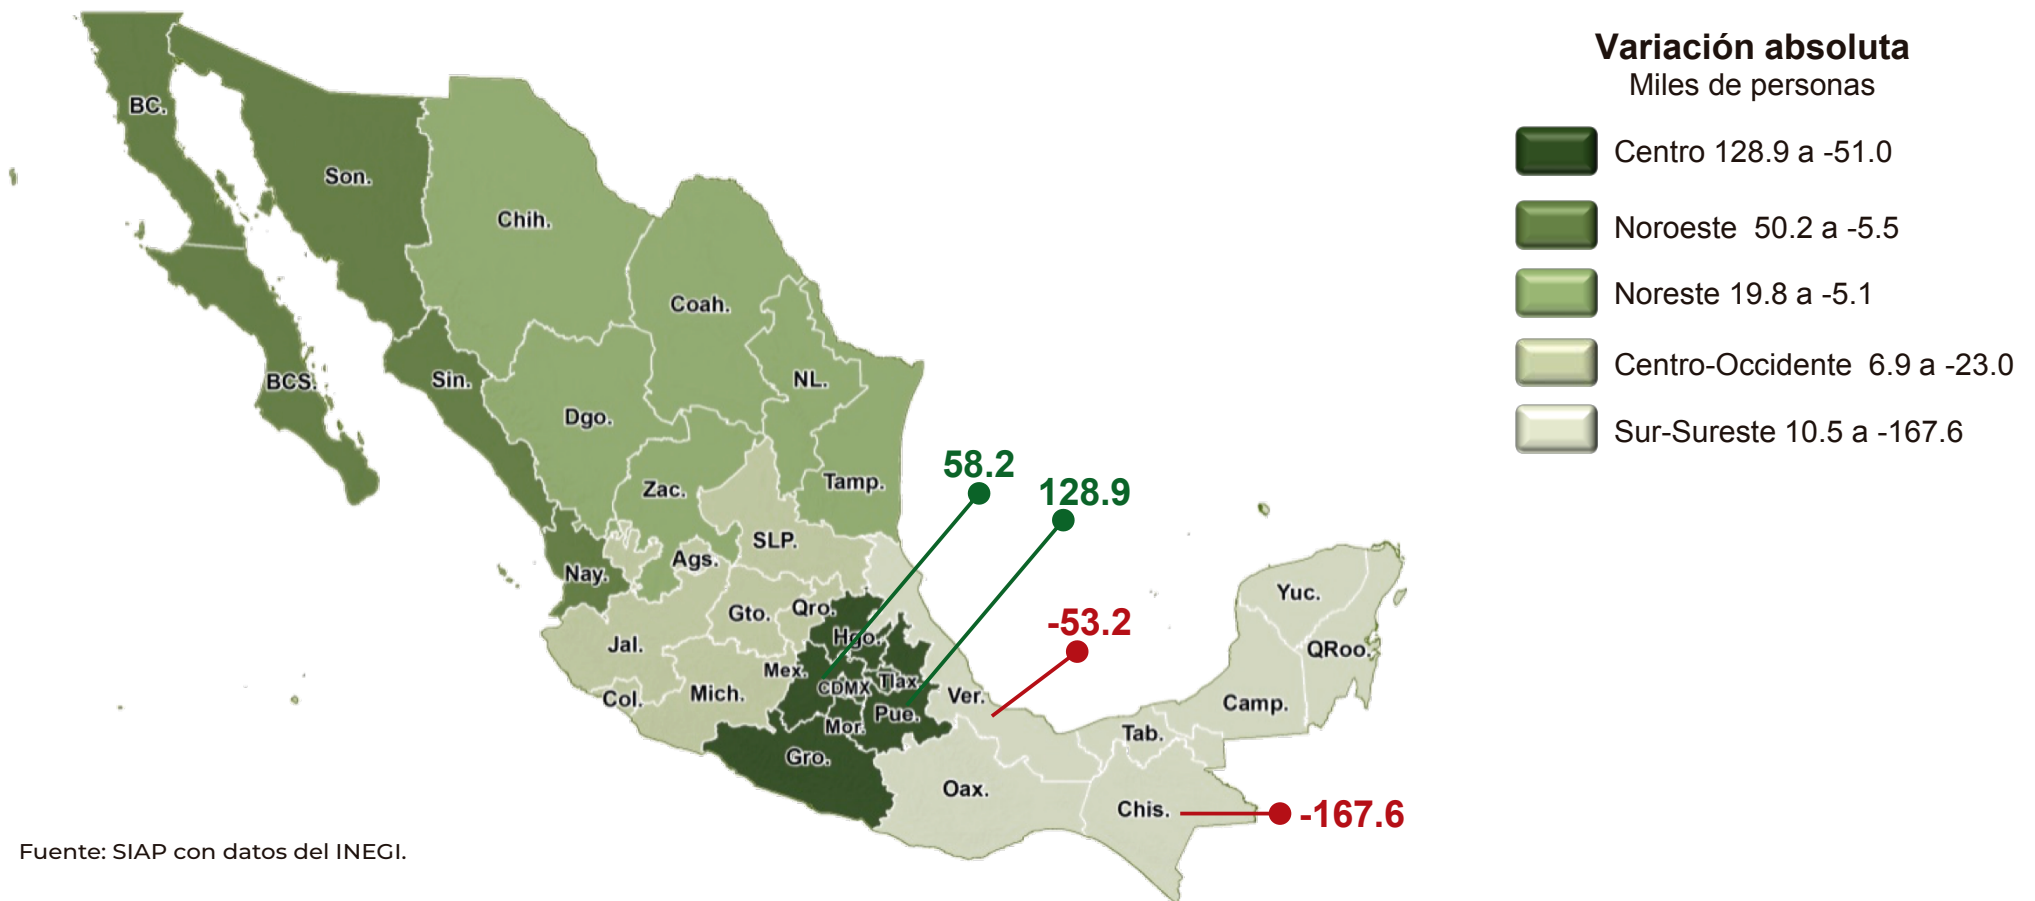 Variación absoluta
Miles de personas
Centro 128.9 a -51.0
Noroeste 50.2 a -5.5
Noreste 19.8 a -5.1
Centro-Occidente 6.9 a -23.0
Sur-Sureste 10.5 a -167.6
BC.
Son.
Chih.
Coah.
BCS.
Sin.
NL.
Dgo.
Zac.
Tamp.
58.2
128.9
SLP.
Ags.
Nay.
Yuc.
Gto.
Qro.
-53.2
Hgo.
Jal.
QRoo.
Mex.
CDMX
Tlax.
Col.
Mich.
Ver.
Camp.
Pue.
Mor.
Tab.
Gro.
Oax.
Chis.
-167.6
Fuente: SIAP con datos del INEGI.